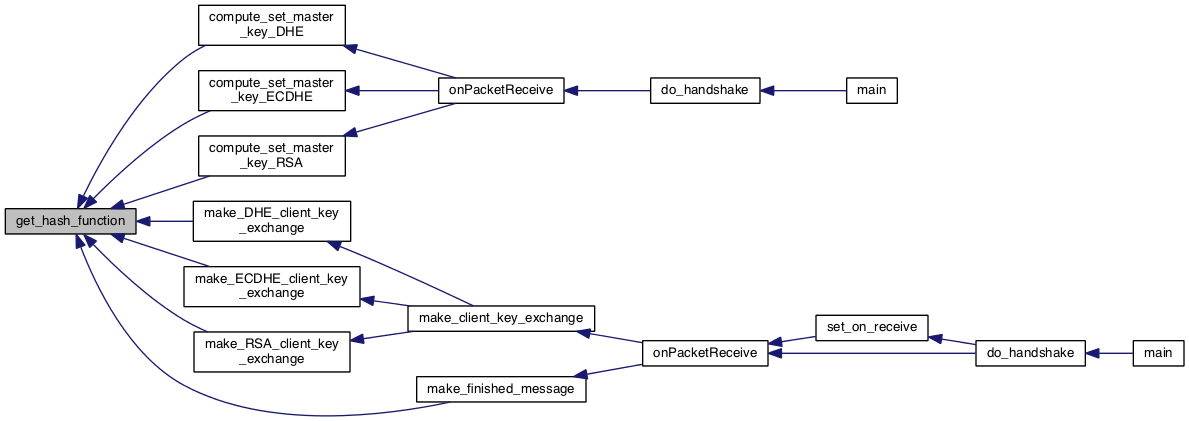 compute_set_master
_key_DHE
compute_set_master
_key_ECDHE
onPacketReceive
do_handshake
main
compute_set_master
_key_RSA
get_hash_function
make_DHE_client_key
_exchange
make_ECDHE_client_key
_exchange
make_client_key_exchange
make_RSA_client_key
_exchange
set_on_receive
onPacketReceive
do_handshake
main
make_finished_message